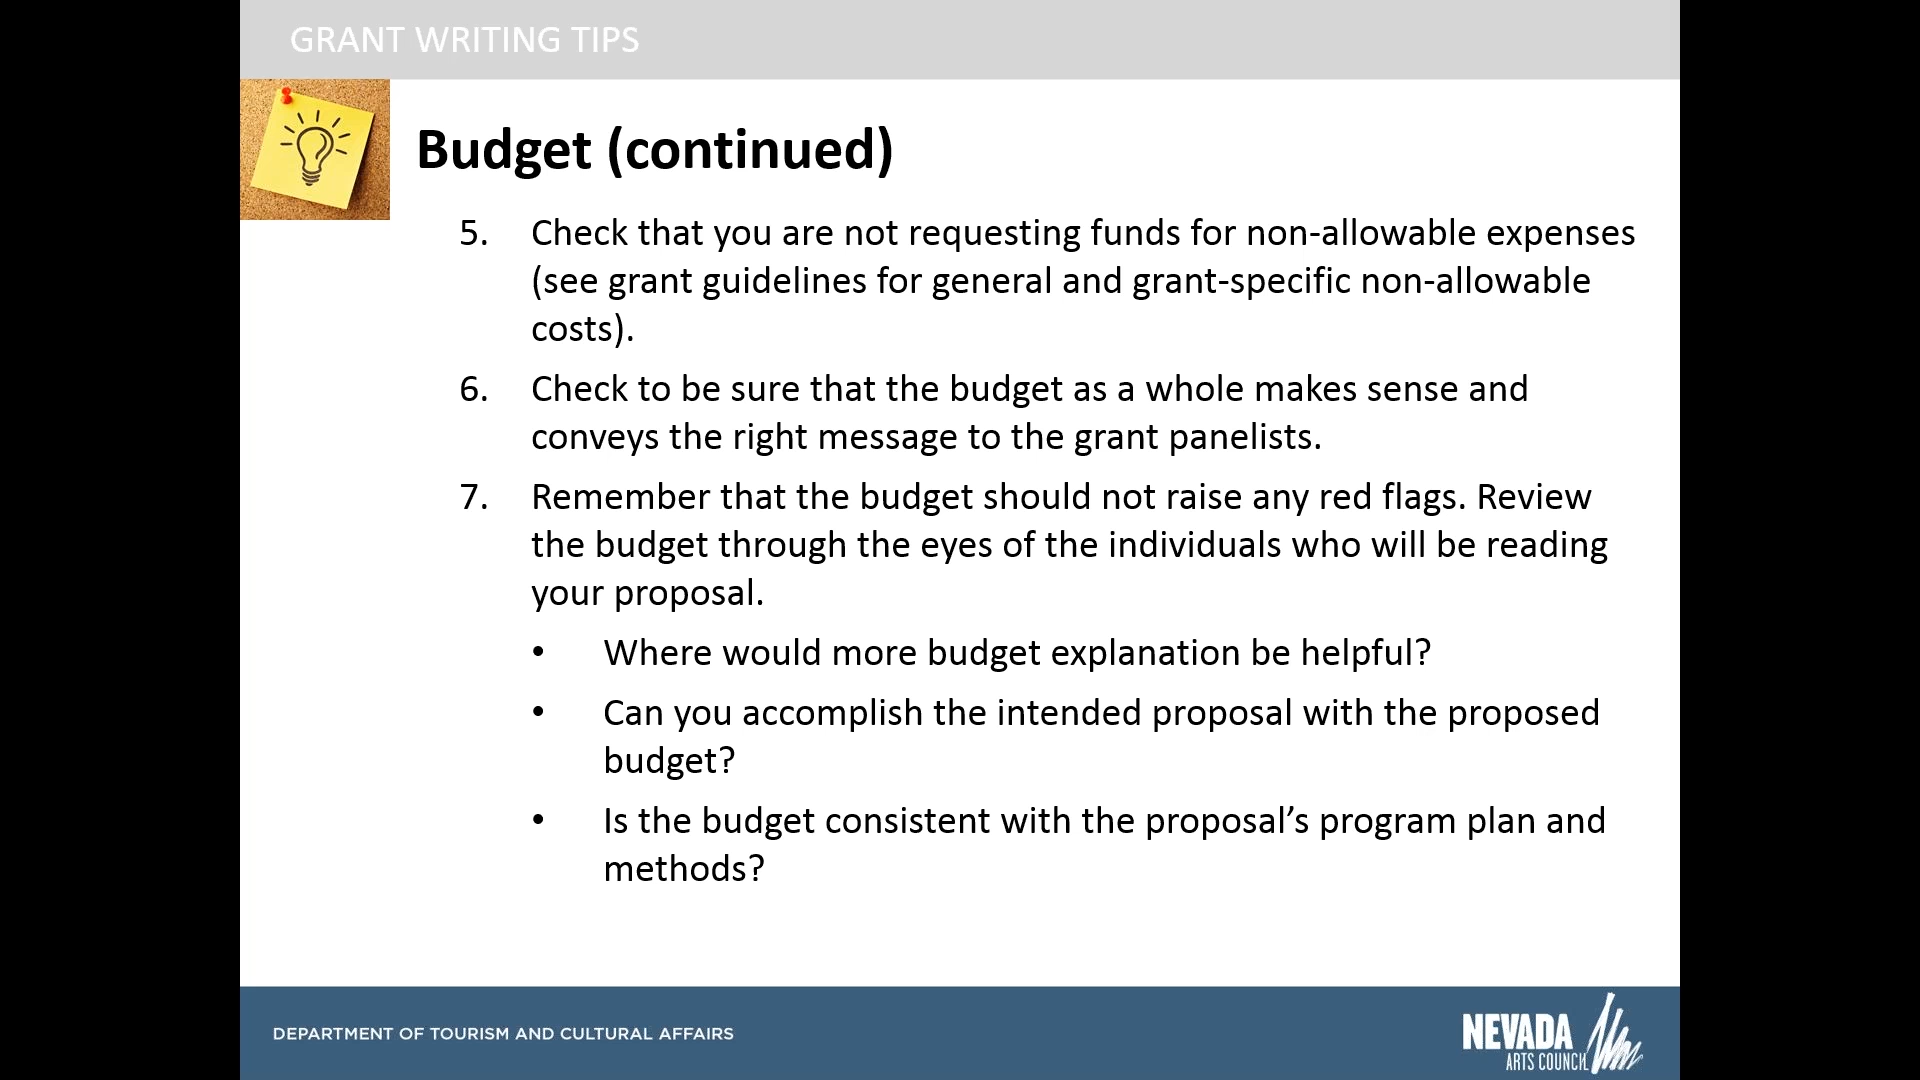 GRANT WRITING TIPS
Budget (continued)
5. Check that you are not requesting funds for non-allowable expenses
(see grant guidelines for general and grant-specific non-allowable
costs).
6. Check to be sure that the budget as a whole makes sense and
conveys the right message to the grant panelists.
7. Remember that the budget should not raise any red flags. Review
the budget through the eyes of the individuals who will be reading
your proposal.
• Where would more budget explanation be helpful?
• Can you accomplish the intended proposal with the proposed
budget?
• Is the budget consistent with the proposal’s program plan and
methods?
DEPARTMENT OF TOURISM AND CULTURAL AFFAIRS
NEVADA
ARTS COUNCIL